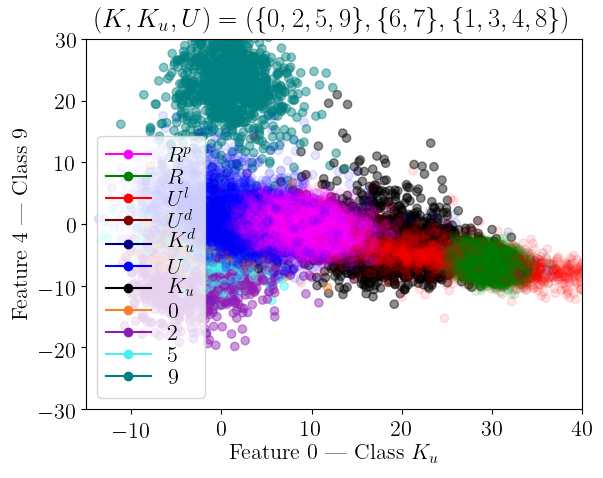 (K, K_u, U) = ({0, 2, 5, 9}, {6, 7}, {1, 3, 4, 8})
30
20
10
0
−10
−20
−30
Feature 4 — Class 9
R^p
R
U^l
U^d
K_u^d
U
K_u
0
2
5
9
−10
0
10
20
30
40
Feature 0 — Class K_u